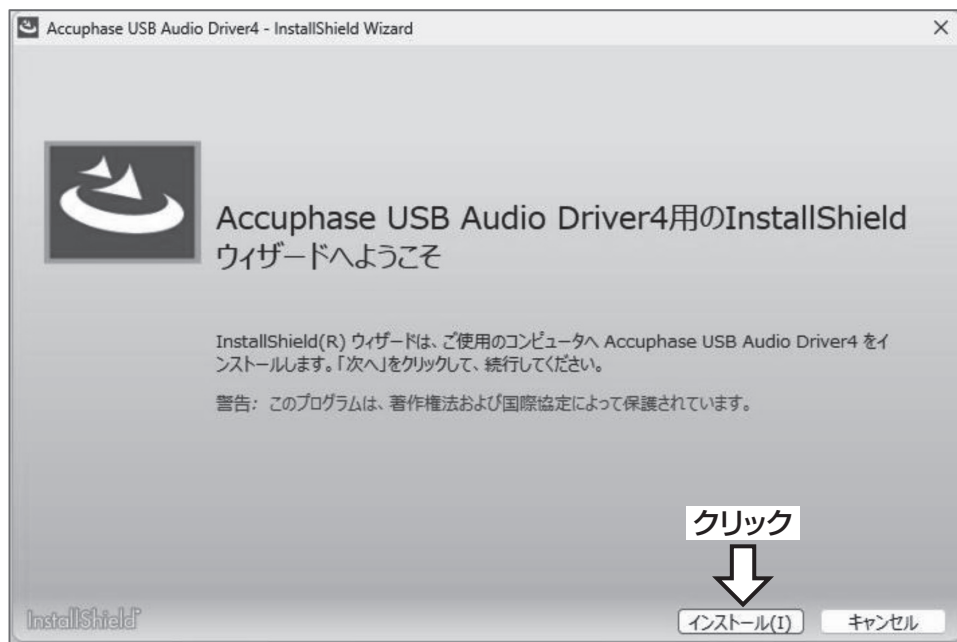 Accuphase USB Audio Driver4 - InstallShield Wizard
Accuphase USB Audio Driver4用のInstallShield
ウィザードへようこそ
InstallShield(R) ウィザードは、ご使用のコンピュータへ Accuphase USB Audio Driver4 をイ
ンストールします。「次へ」をクリックして、続行してください。
警告: このプログラムは、著作権法および国際協定によって保護されています。
クリック
InstallShield
インストール(I)
キャンセル